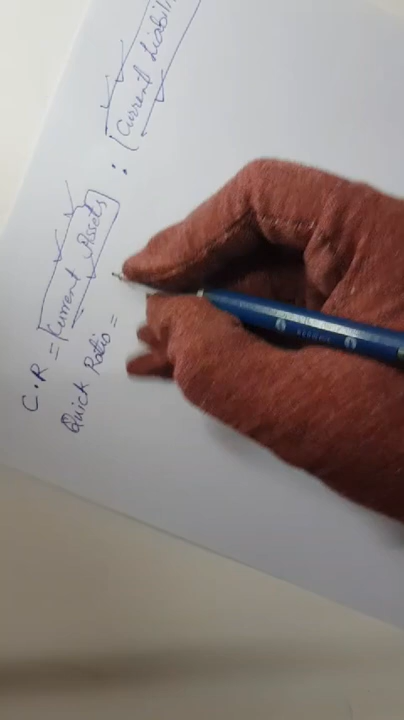 C.R = Current Assets : Current Liabili
Quick Ratio =